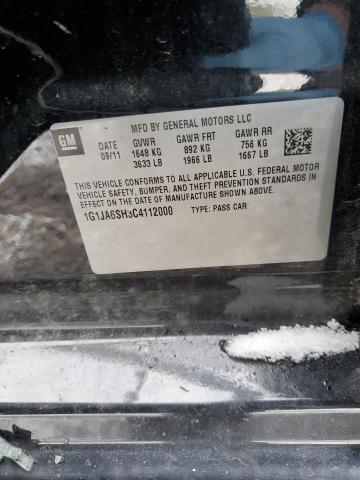 GM
MFD BY GENERAL MOTORS LLC
DATE GVWR GAWR FRT GAWR RR
09/11 1648 KG 892 KG 756 KG
3633 LB 1966 LB 1667 LB
THIS VEHICLE CONFORMS TO ALL APPLICABLE U.S. FEDERAL MOTOR
VEHICLE SAFETY, BUMPER, AND THEFT PREVENTION STANDARDS IN
EFFECT ON THE DATE OF MANUFACTURE SHOWN ABOVE.
1G1JA6SH3C4112000 TYPE: PASS CAR